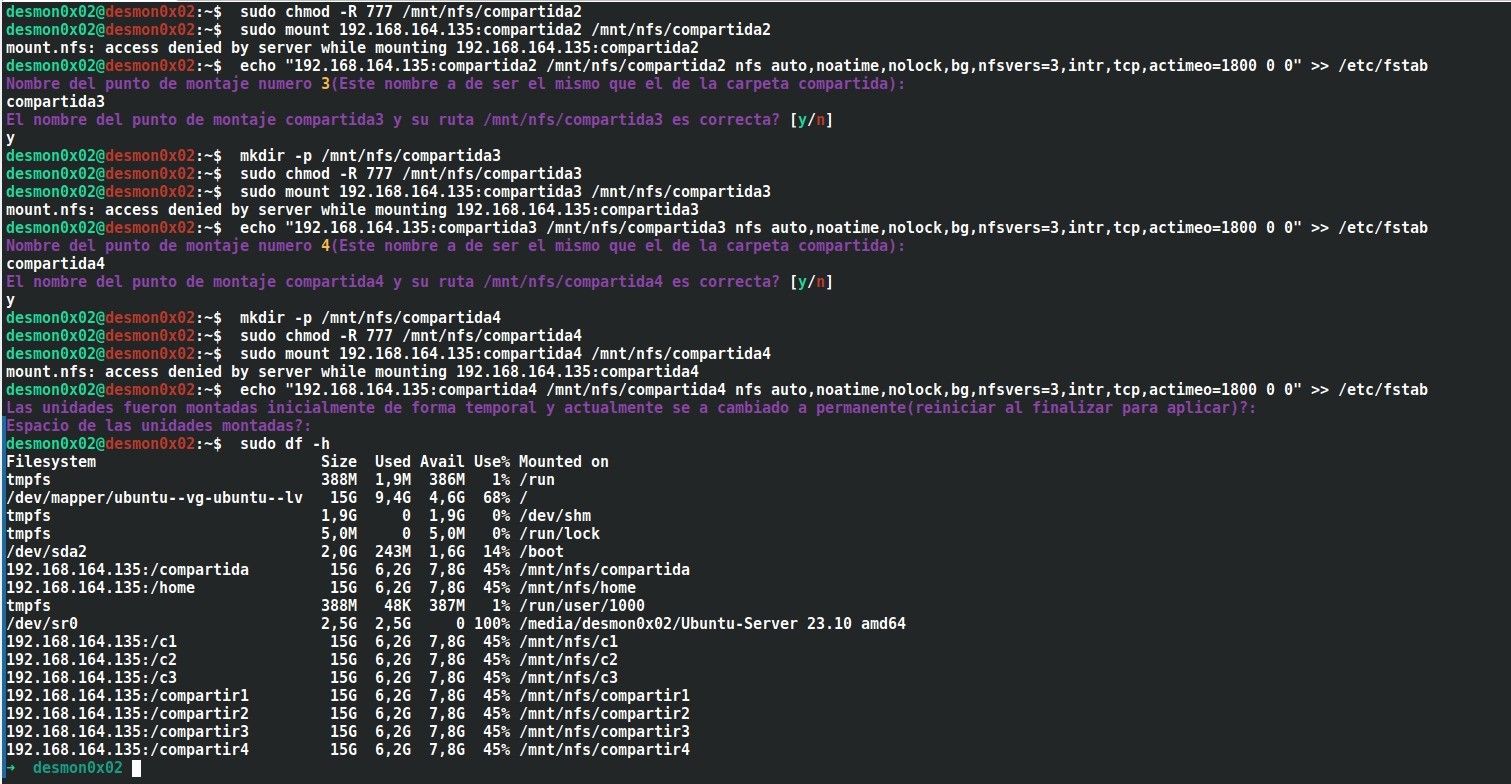 desmon0x02@desmon0x02:~$  sudo chmod -R 777 /mnt/nfs/compartida2
desmon0x02@desmon0x02:~$  sudo mount 192.168.164.135:compartida2 /mnt/nfs/compartida2
mount.nfs: access denied by server while mounting 192.168.164.135:compartida2
desmon0x02@desmon0x02:~$  echo "192.168.164.135:compartida2 /mnt/nfs/compartida2 nfs auto,noatime,nolock,bg,nfsvers=3,intr,tcp,actimeo=1800 0 0" >> /etc/fstab
Nombre del punto de montaje numero 3(Este nombre a de ser el mismo que el de la carpeta compartida):
compartida3
El nombre del punto de montaje compartida3 y su ruta /mnt/nfs/compartida3 es correcta? [y/n]
y
desmon0x02@desmon0x02:~$  mkdir -p /mnt/nfs/compartida3
desmon0x02@desmon0x02:~$  sudo chmod -R 777 /mnt/nfs/compartida3
desmon0x02@desmon0x02:~$  sudo mount 192.168.164.135:compartida3 /mnt/nfs/compartida3
mount.nfs: access denied by server while mounting 192.168.164.135:compartida3
desmon0x02@desmon0x02:~$  echo "192.168.164.135:compartida3 /mnt/nfs/compartida3 nfs auto,noatime,nolock,bg,nfsvers=3,intr,tcp,actimeo=1800 0 0" >> /etc/fstab
Nombre del punto de montaje numero 4(Este nombre a de ser el mismo que el de la carpeta compartida):
compartida4
El nombre del punto de montaje compartida4 y su ruta /mnt/nfs/compartida4 es correcta? [y/n]
y
desmon0x02@desmon0x02:~$  mkdir -p /mnt/nfs/compartida4
desmon0x02@desmon0x02:~$  sudo chmod -R 777 /mnt/nfs/compartida4
desmon0x02@desmon0x02:~$  sudo mount 192.168.164.135:compartida4 /mnt/nfs/compartida4
mount.nfs: access denied by server while mounting 192.168.164.135:compartida4
desmon0x02@desmon0x02:~$  echo "192.168.164.135:compartida4 /mnt/nfs/compartida4 nfs auto,noatime,nolock,bg,nfsvers=3,intr,tcp,actimeo=1800 0 0" >> /etc/fstab
Las unidades fueron montadas inicialmente de forma temporal y actualmente se a cambiado a permanente(reiniciar al finalizar para aplicar)?:
Espacio de las unidades montadas?:
desmon0x02@desmon0x02:~$  sudo df -h
Filesystem                         Size  Used Avail Use% Mounted on
tmpfs                              388M  1,9M  386M   1% /run
/dev/mapper/ubuntu--vg-ubuntu--lv   15G  9,4G  4,6G  68% /
tmpfs                              1,9G     0  1,9G   0% /dev/shm
tmpfs                              5,0M     0  5,0M   0% /run/lock
/dev/sda2                          2,0G  243M  1,6G  14% /boot
192.168.164.135:/compartida         15G  6,2G  7,8G  45% /mnt/nfs/compartida
192.168.164.135:/home               15G  6,2G  7,8G  45% /mnt/nfs/home
tmpfs                              388M   48K  387M   1% /run/user/1000
/dev/sr0                           2,5G  2,5G     0 100% /media/desmon0x02/Ubuntu-Server 23.10 amd64
192.168.164.135:/c1                 15G  6,2G  7,8G  45% /mnt/nfs/c1
192.168.164.135:/c2                 15G  6,2G  7,8G  45% /mnt/nfs/c2
192.168.164.135:/c3                 15G  6,2G  7,8G  45% /mnt/nfs/c3
192.168.164.135:/compartir1         15G  6,2G  7,8G  45% /mnt/nfs/compartir1
192.168.164.135:/compartir2         15G  6,2G  7,8G  45% /mnt/nfs/compartir2
192.168.164.135:/compartir3         15G  6,2G  7,8G  45% /mnt/nfs/compartir3
192.168.164.135:/compartir4         15G  6,2G  7,8G  45% /mnt/nfs/compartir4
→  desmon0x02